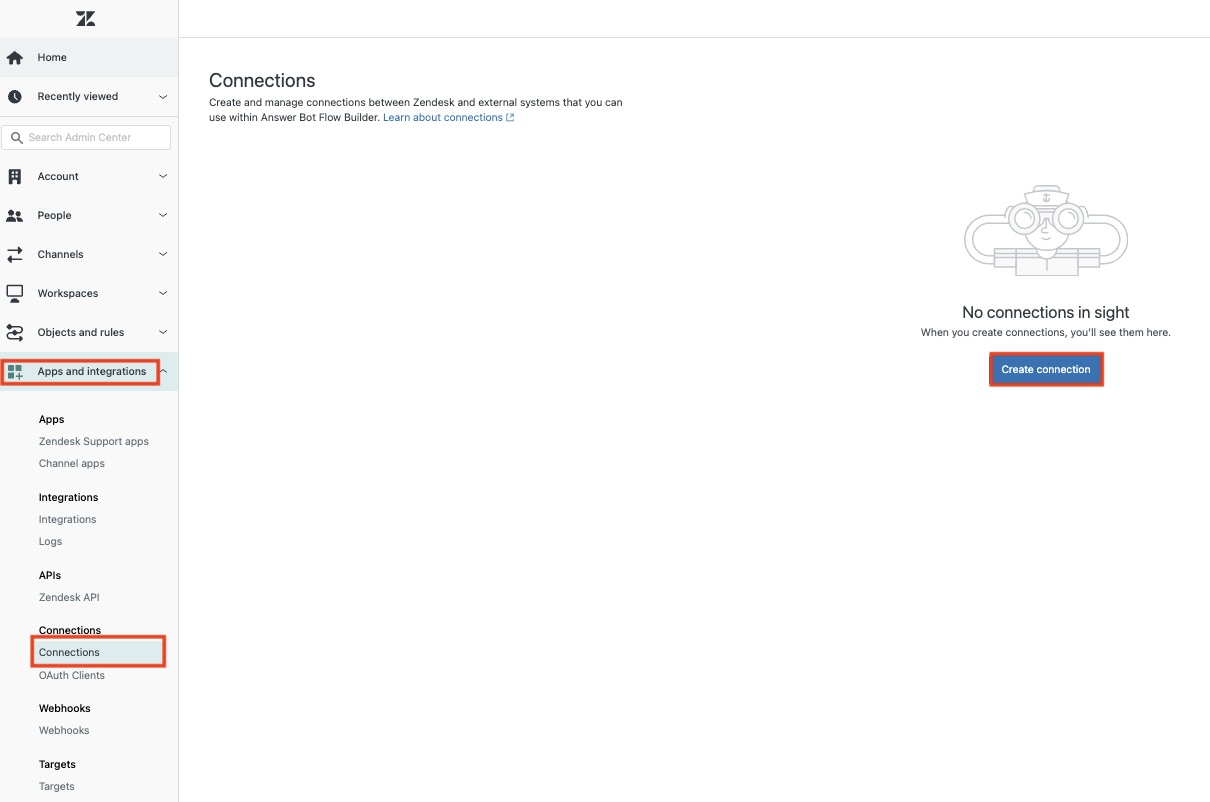 Home
Recently viewed
Search Admin Center
Account
People
Channels
Workspaces
Objects and rules
Apps and integrations
Apps
Zendesk Support apps
Channel apps
Integrations
Integrations
Logs
APIs
Zendesk API
Connections
Connections
OAuth Clients
Webhooks
Webhooks
Targets
Targets
Connections
Create and manage connections between Zendesk and external systems that you can
use within Answer Bot Flow Builder. Learn about connections
No connections in sight
When you create connections, you'll see them here.
Create connection